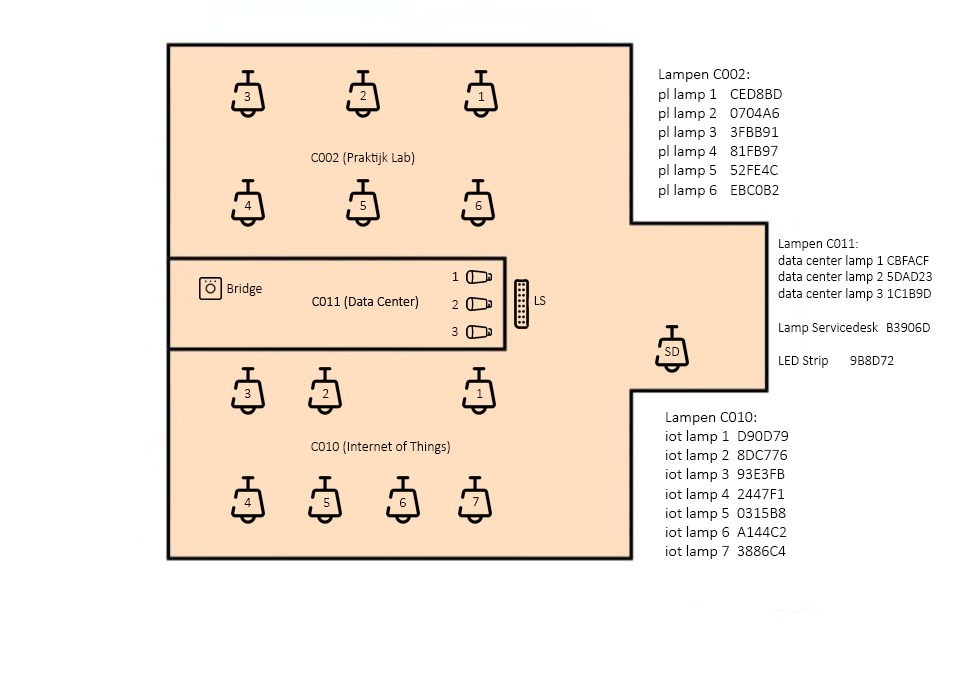 3
2
1
C002 (Praktijk Lab)
4
5
6
Bridge
C011 (Data Center)
1
2
3
LS
SD
3
2
1
C010 (Internet of Things)
4
5
6
7
Lampen C002:
pl lamp 1 CED8BD
pl lamp 2 0704A6
pl lamp 3 3FBB91
pl lamp 4 81FB97
pl lamp 5 52FE4C
pl lamp 6 EBC0B2
Lampen C011:
data center lamp 1 CBFACF
data center lamp 2 5DAD23
data center lamp 3 1C1B9D
Lamp Servicedesk B3906D
LED Strip 9B8D72
Lampen C010:
iot lamp 1 D90D79
iot lamp 2 8DC776
iot lamp 3 93E3FB
iot lamp 4 2447F1
iot lamp 5 0315B8
iot lamp 6 A144C2
iot lamp 7 3886C4